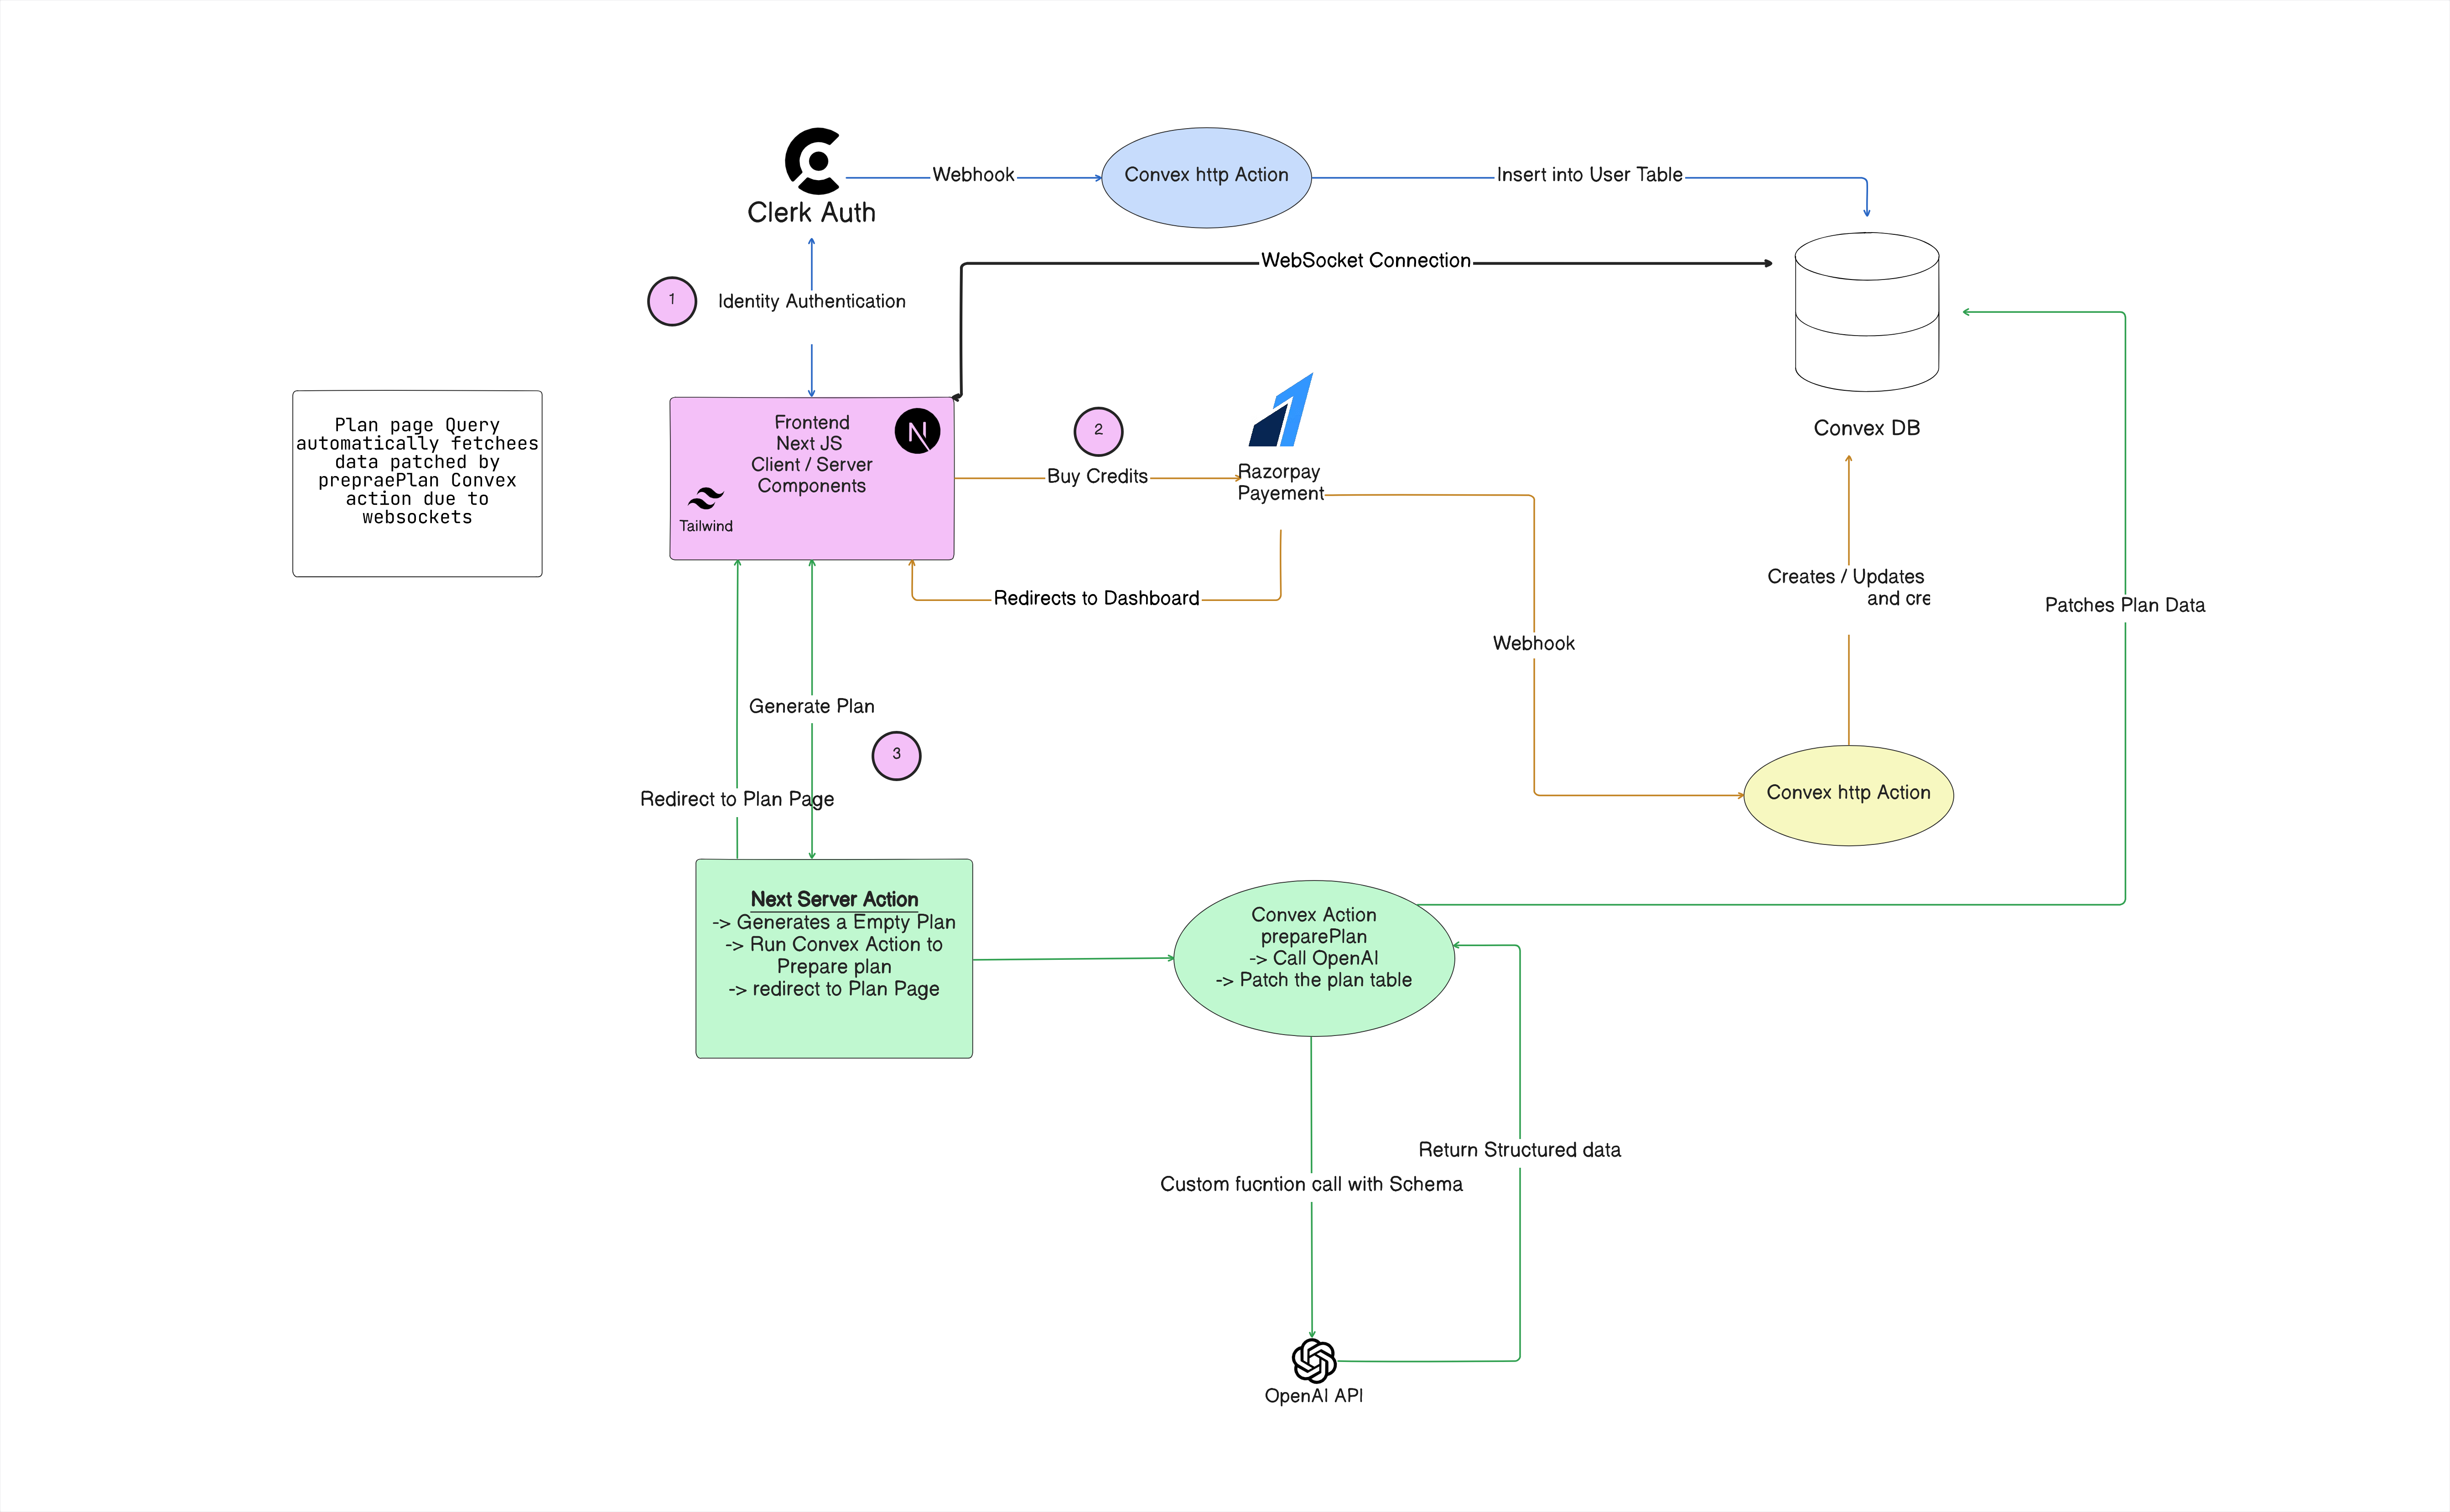 Clerk Auth
Webhook
Convex http Action
Insert into User Table
WebSocket Connection
1
Identity Authentication
Plan page Query
automatically fetchees
data patched by
prepraePlan Convex
action due to
websockets
Frontend
Next JS
Client / Server
Components
N
Tailwind
2
Buy Credits
Razorpay
Payement
Redirects to Dashboard
Convex DB
Creates / Updates
and cre
Patches Plan Data
Webhook
Generate Plan
3
Redirect to Plan Page
Convex http Action
Next Server Action
-> Generates a Empty Plan
-> Run Convex Action to
Prepare plan
-> redirect to Plan Page
Convex Action
preparePlan
-> Call OpenAI
-> Patch the plan table
Return Structured data
Custom fucntion call with Schema
OpenAI API